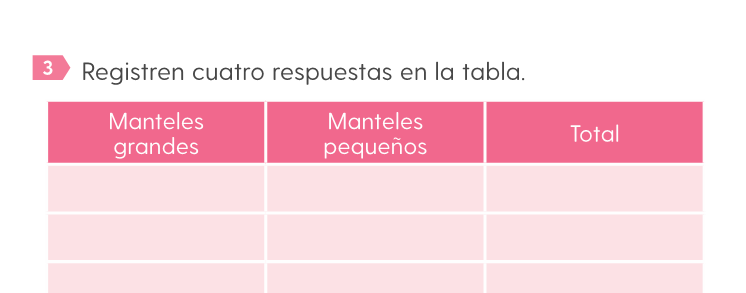 3 Registren cuatro respuestas en la tabla.
Manteles grandes
Manteles pequeños
Total